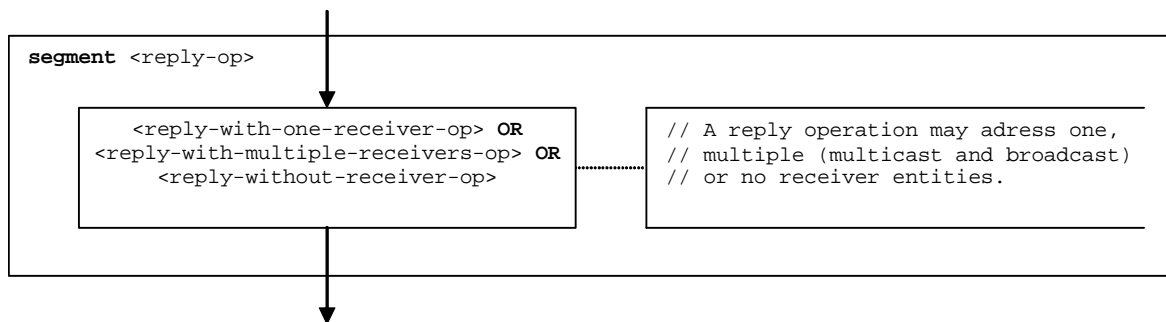 segment <reply-op>
<reply-with-one-receiver-op> OR
<reply-with-multiple-receivers-op> OR
<reply-without-receiver-op>
// A reply operation may adress one,
// multiple (multicast and broadcast)
// or no receiver entities.